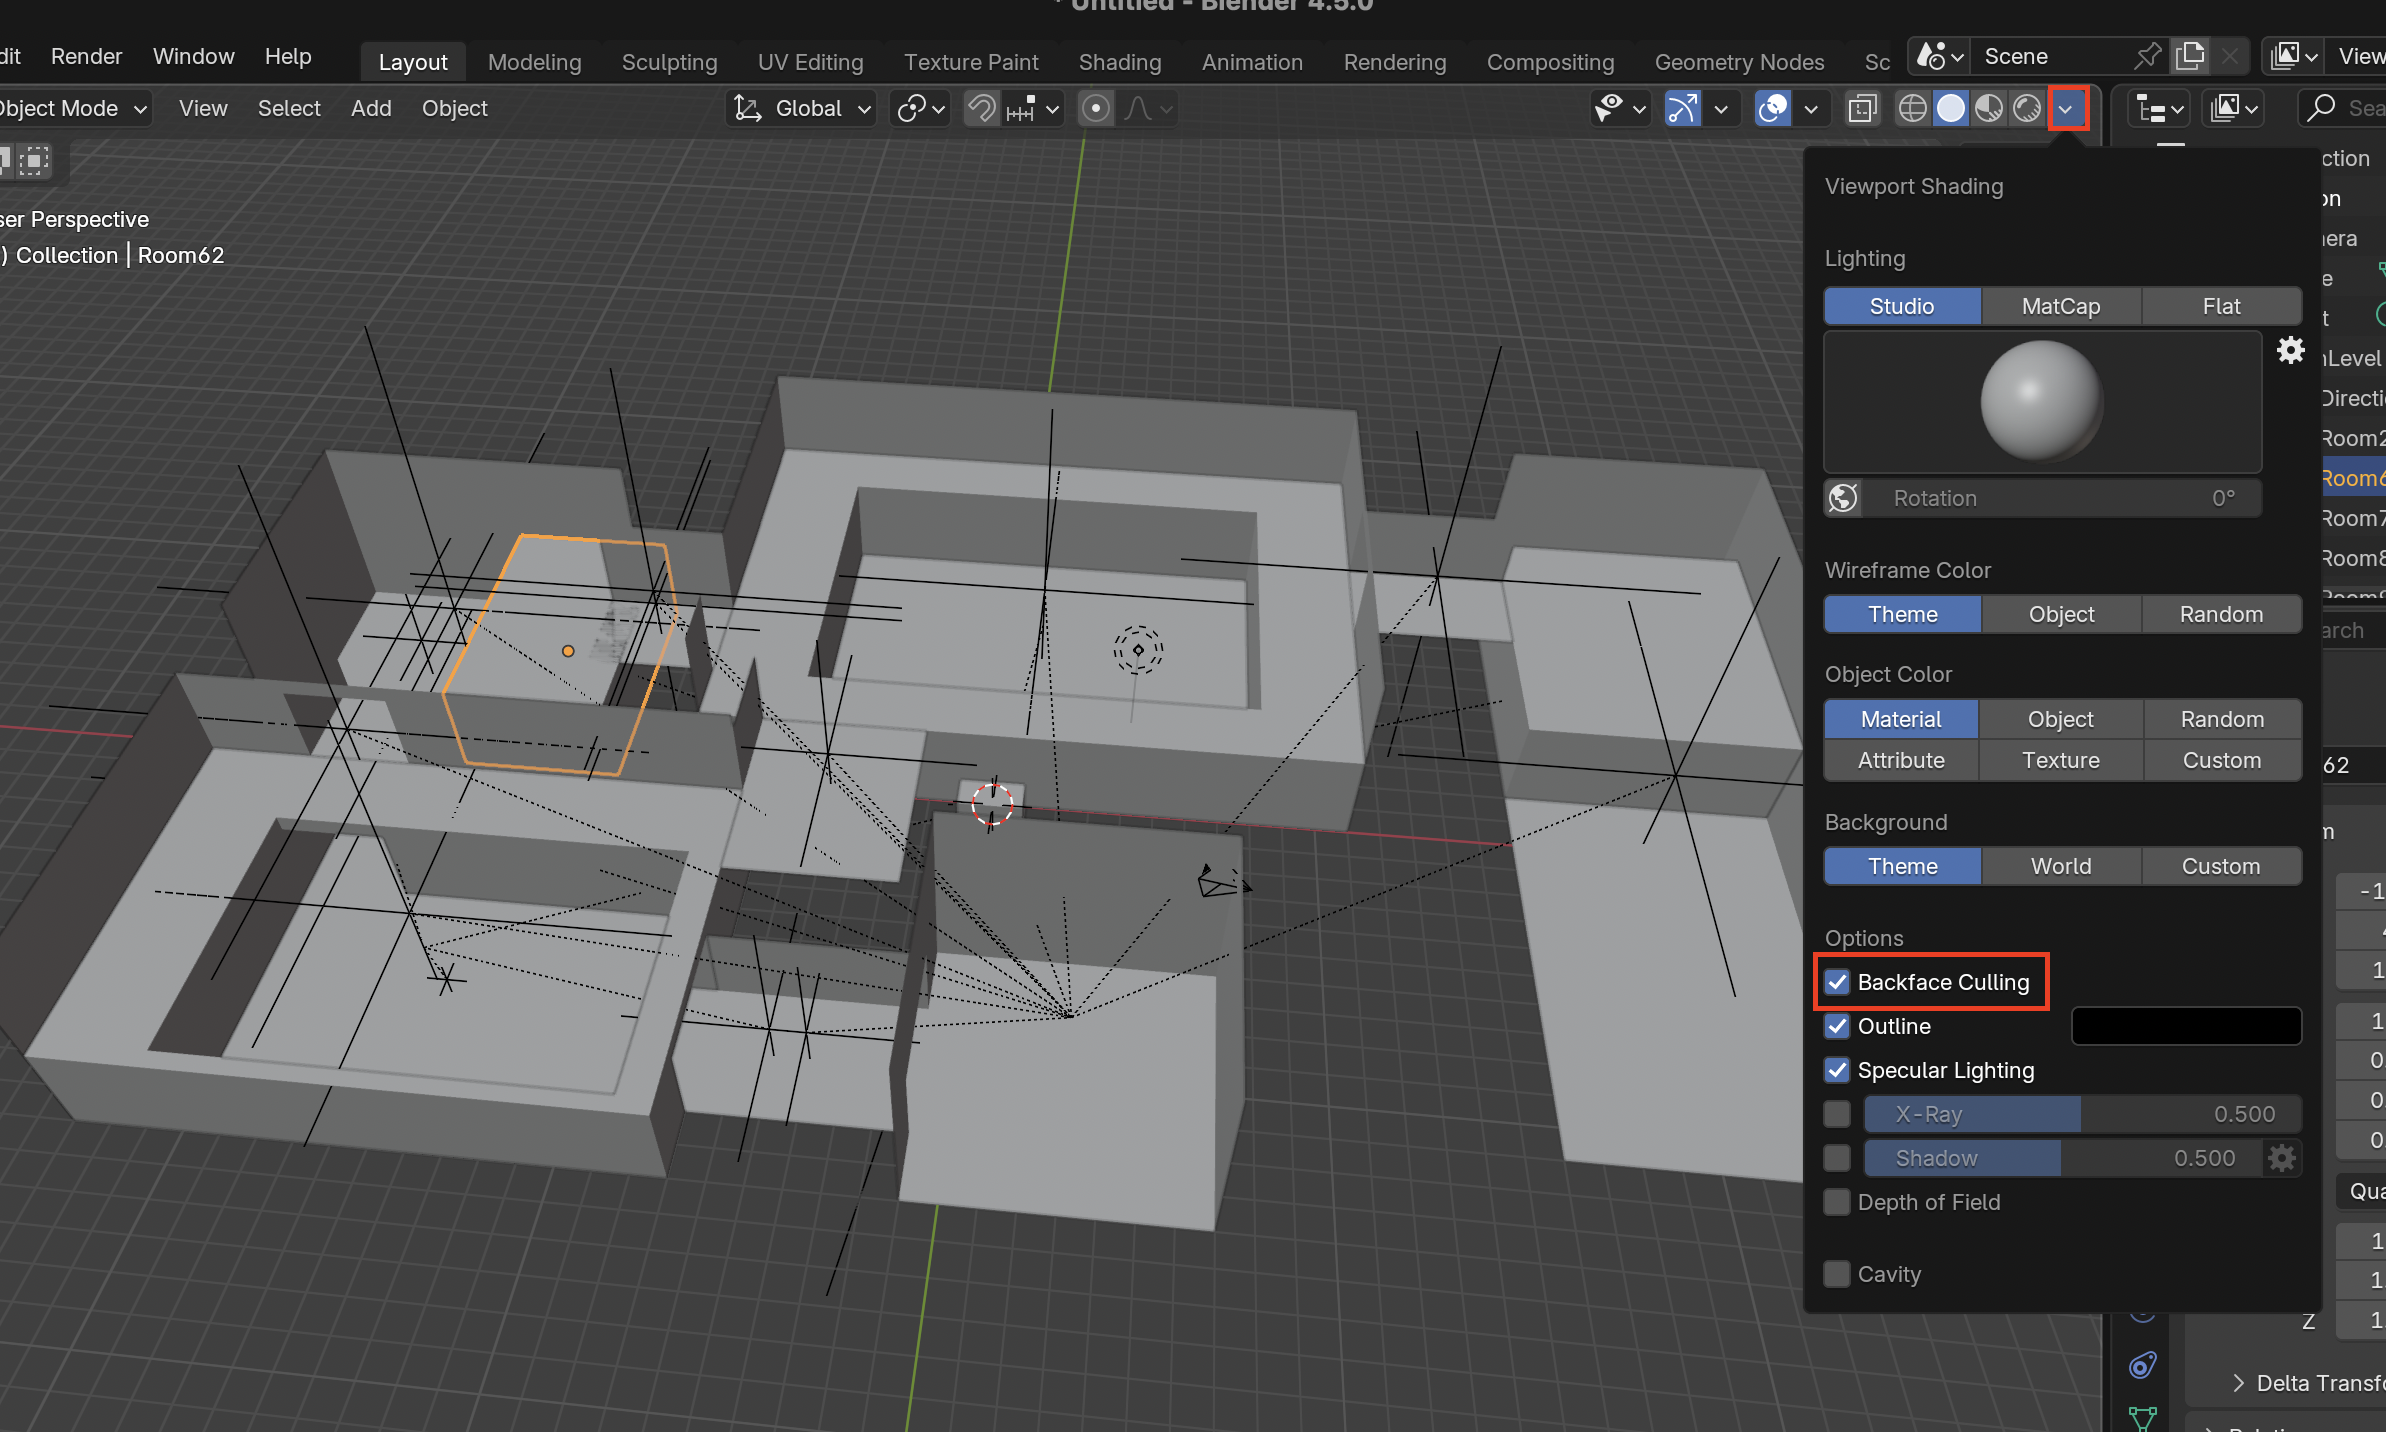 * Untitled - Blender 4.5.0
dit Render Window Help Layout Modeling Sculpting UV Editing Texture Paint Shading Animation Rendering Compositing Geometry Nodes Sc Scene View
Object Mode View Select Add Object Global Sea
ser Perspective
) Collection | Room62
Viewport Shading
ction
on
Lighting
era
Studio MatCap Flat
e
t
nLevel
Directi
Room2
Room6
Rotation 0°
Room7
Room8
Wireframe Color
Theme Object Random
arch
Object Color
Material Object Random
Attribute Texture Custom
62
Background
m
Theme World Custom
-1
Options
Backface Culling
1
Outline
1
Specular Lighting
0.
X-Ray 0.500
0.
Shadow 0.500
0.
Depth of Field
Qua
1
Cavity
1.
Z 1.
Delta Transfo